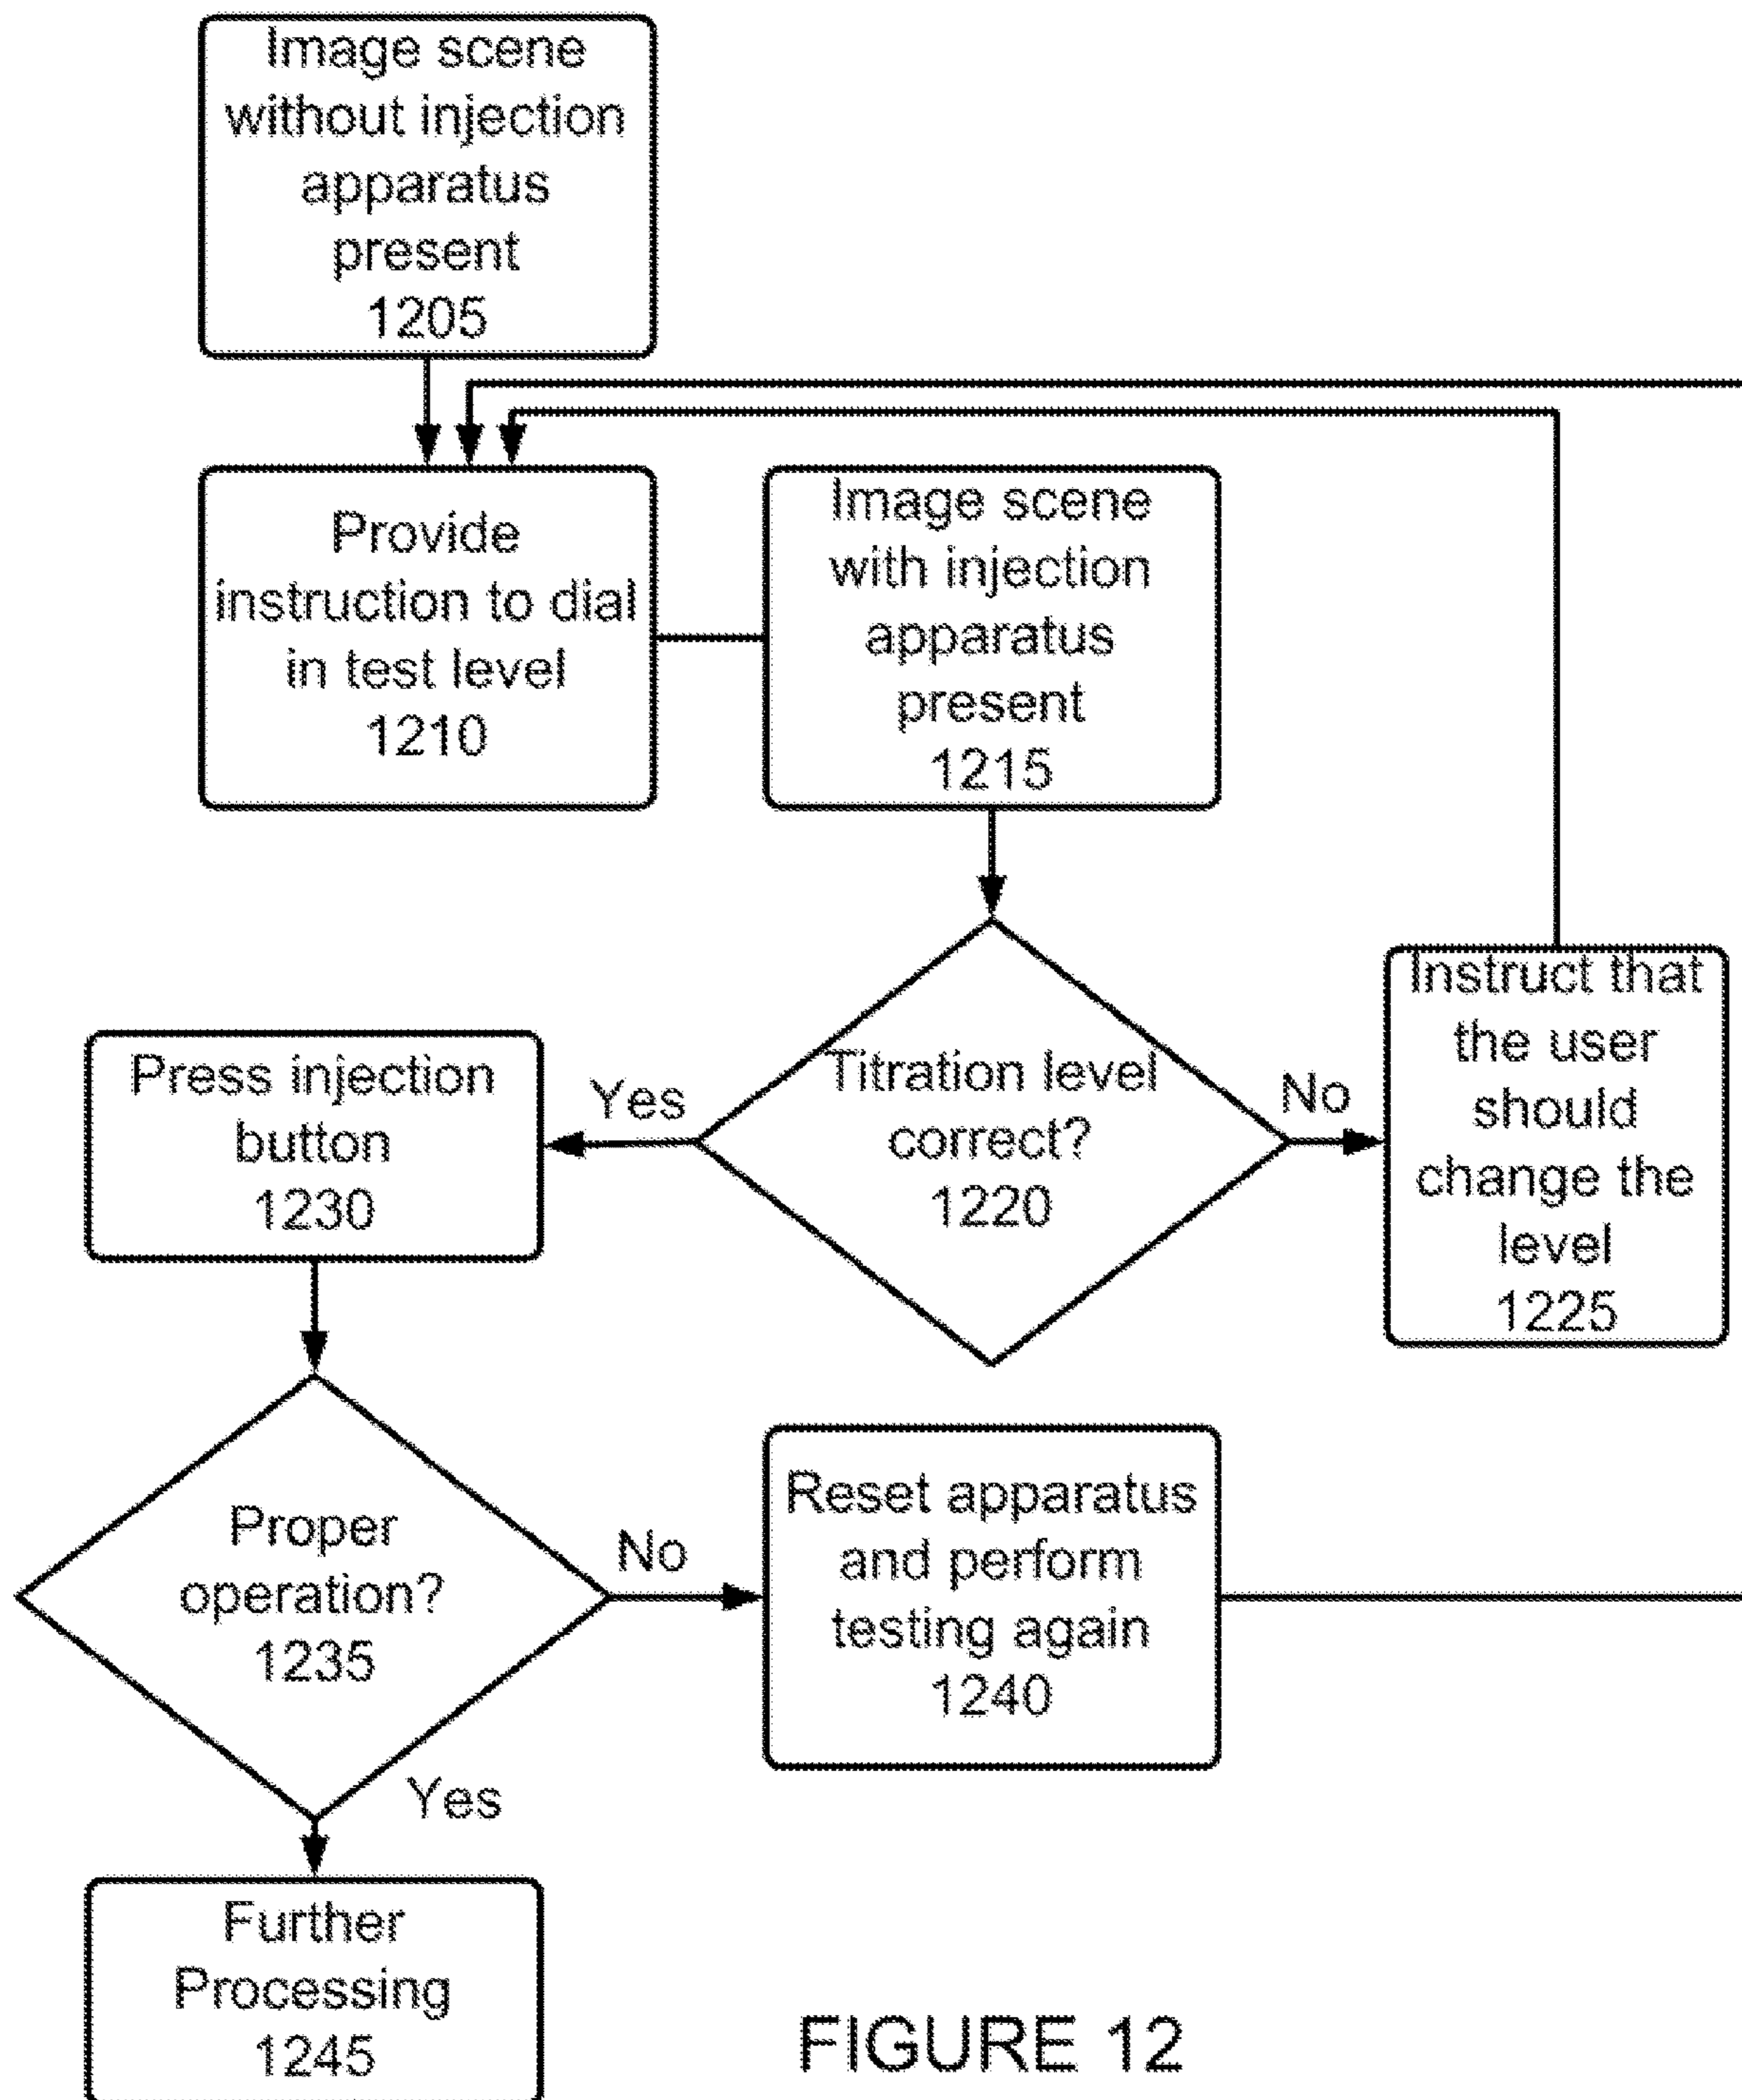 Image scene
without injection
apparatus
present
1205
Provide
instruction to dial
in test level
1210
Image scene
with injection
apparatus
present
1215
Titration level
correct?
1220
Yes
No
Instruct that
the user
should
change the
level
1225
Press injection
button
1230
Proper
operation?
1235
No
Yes
Reset apparatus
and perform
testing again
1240
Further
Processing
1245
FIGURE 12